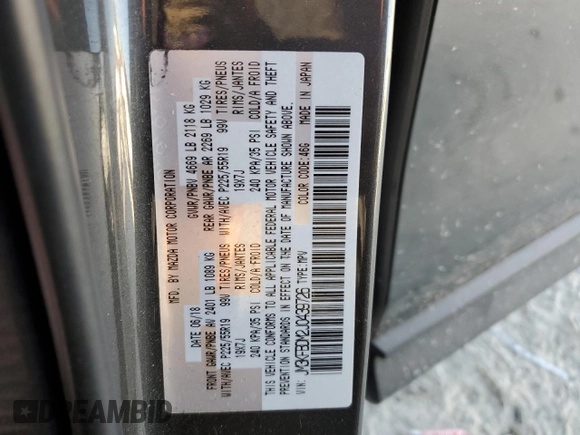 MFD. BY MAZDA MOTOR CORPORATION
DATE 06/18 GVWR/PNBV 4669 LB 2118 KG
FRONT GAWR/PNBE AV 2401 LB 1089 KG REAR GAWR/PNBE AR 2269 LB 1029 KG
WITH/AVEC P225/55R19 99V TIRES/PNEUS WITH/AVEC P225/55R19 99V TIRES/PNEUS
19X7J RIMS/JANTES 19X7J RIMS/JANTES
240 KPA/35 PSI COLD/A FROID 240 KPA/35 PSI COLD/A FROID
THIS VEHICLE CONFORMS TO ALL APPLICABLE FEDERAL MOTOR VEHICLE SAFETY AND THEFT
PREVENTION STANDARDS IN EFFECT ON THE DATE OF MANUFACTURE SHOWN ABOVE.
VIN: JM3KFBDM2J0439726 TYPE:MPV COLOR CODE:46G MADE IN JAPAN
DREAMBID